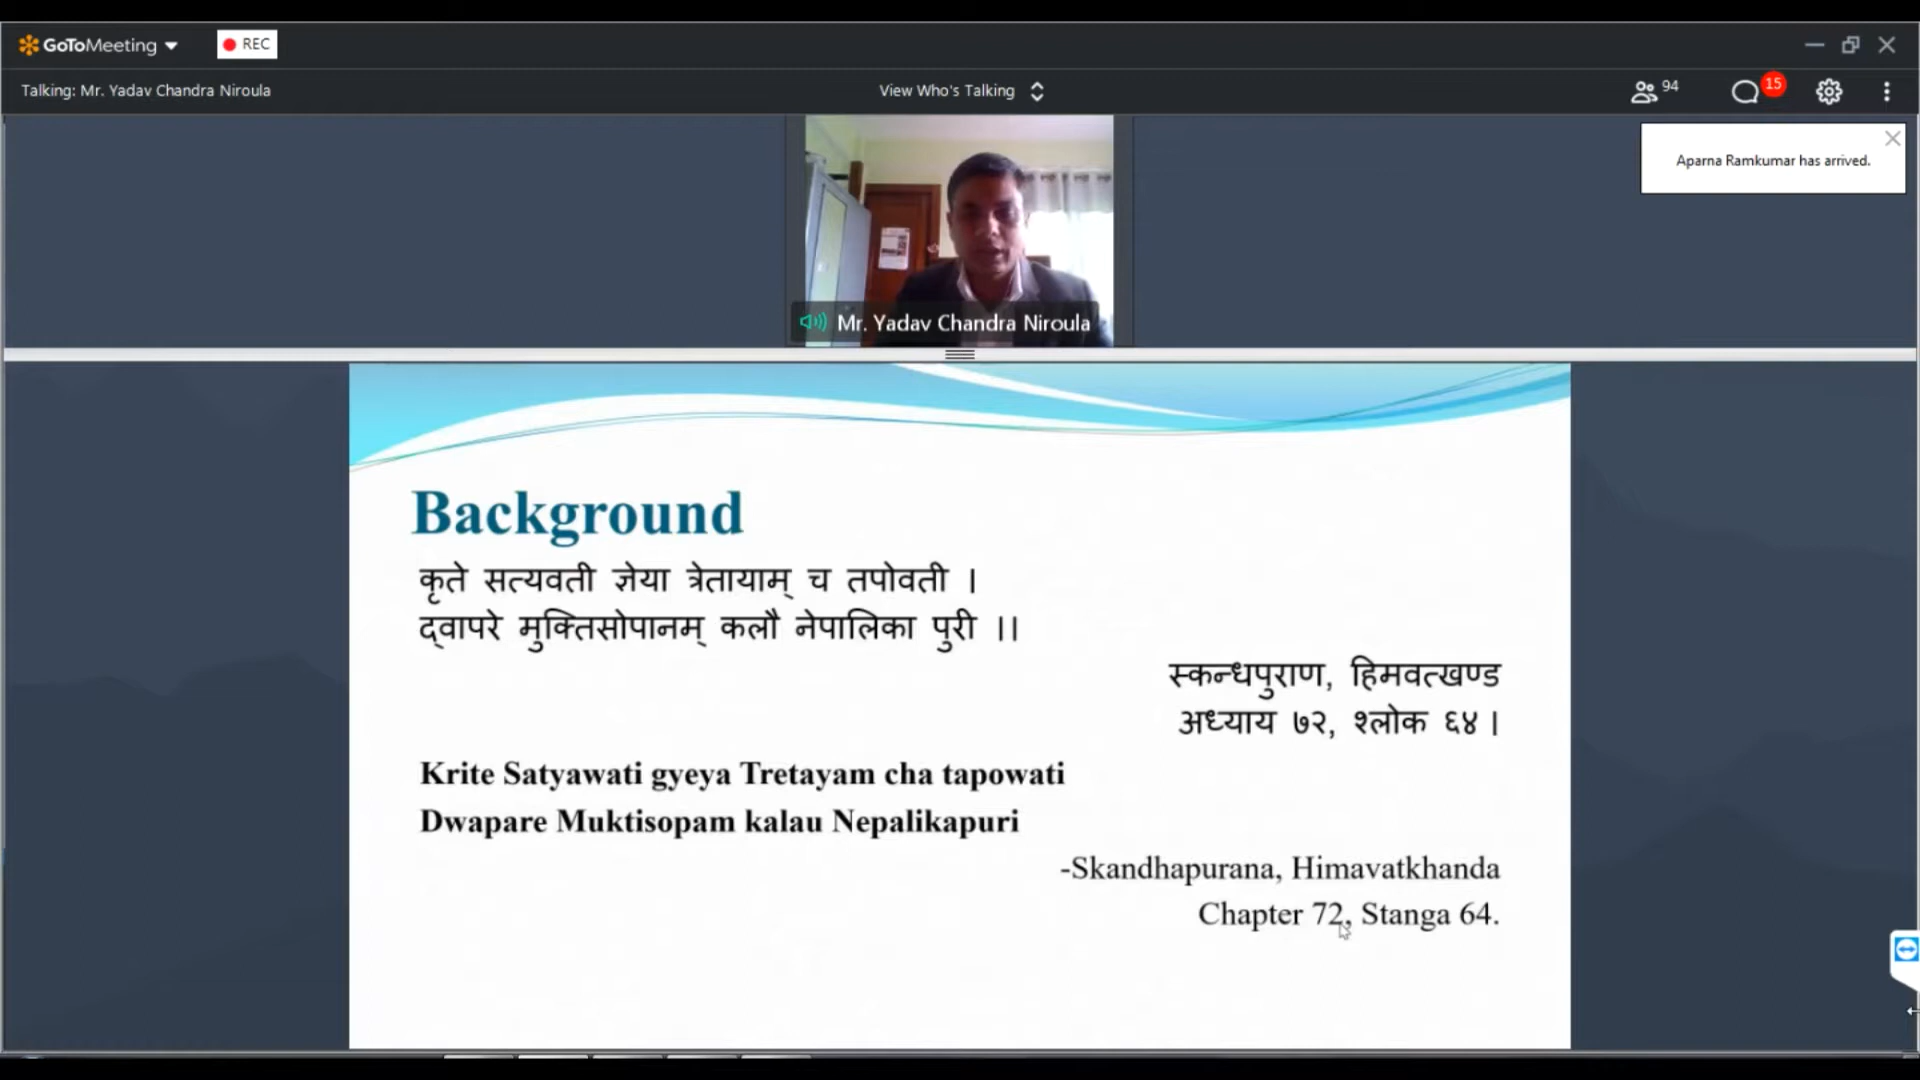 GoToMeeting
REC
Talking: Mr. Yadav Chandra Niroula
View Who's Talking
94
15
Aparna Ramkumar has arrived.
Mr. Yadav Chandra Niroula
Background
कृते सत्यवती ज्ञेया त्रेतायाम् च तपोवती ।
द्वापरे मुक्तिसोपानम् कलौ नेपालिका पुरी ।।
स्कन्धपुराण, हिमवत्खण्ड
अध्याय ७२, श्लोक ६४ ।
Krite Satyawati gyeya Tretayam cha tapowati
Dwapare Muktisopam kalau Nepalikapuri
-Skandhapurana, Himavatkhanda
Chapter 72, Stanga 64.